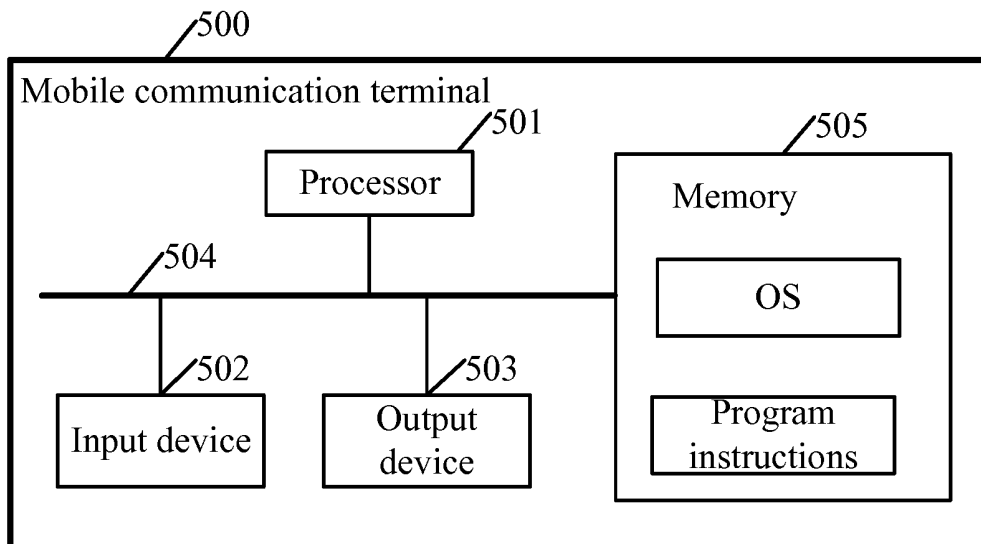 500
Mobile communication terminal
501
Processor
505
Memory
504
OS
502
Input device
503
Output
device
Program
instructions